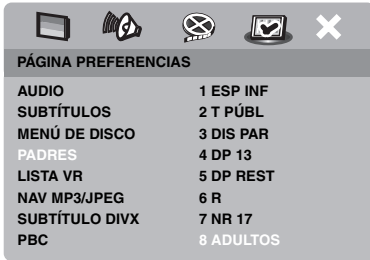 PÁGINA PREFERENCIAS
AUDIO 1 ESP INF
SUBTÍTULOS 2 T PÚBL
MENÚ DE DISCO 3 DIS PAR
PADRES 4 DP 13
LISTA VR 5 DP REST
NAV MP3/JPEG 6 R
SUBTÍTULO DIVX 7 NR 17
PBC 8 ADULTOS